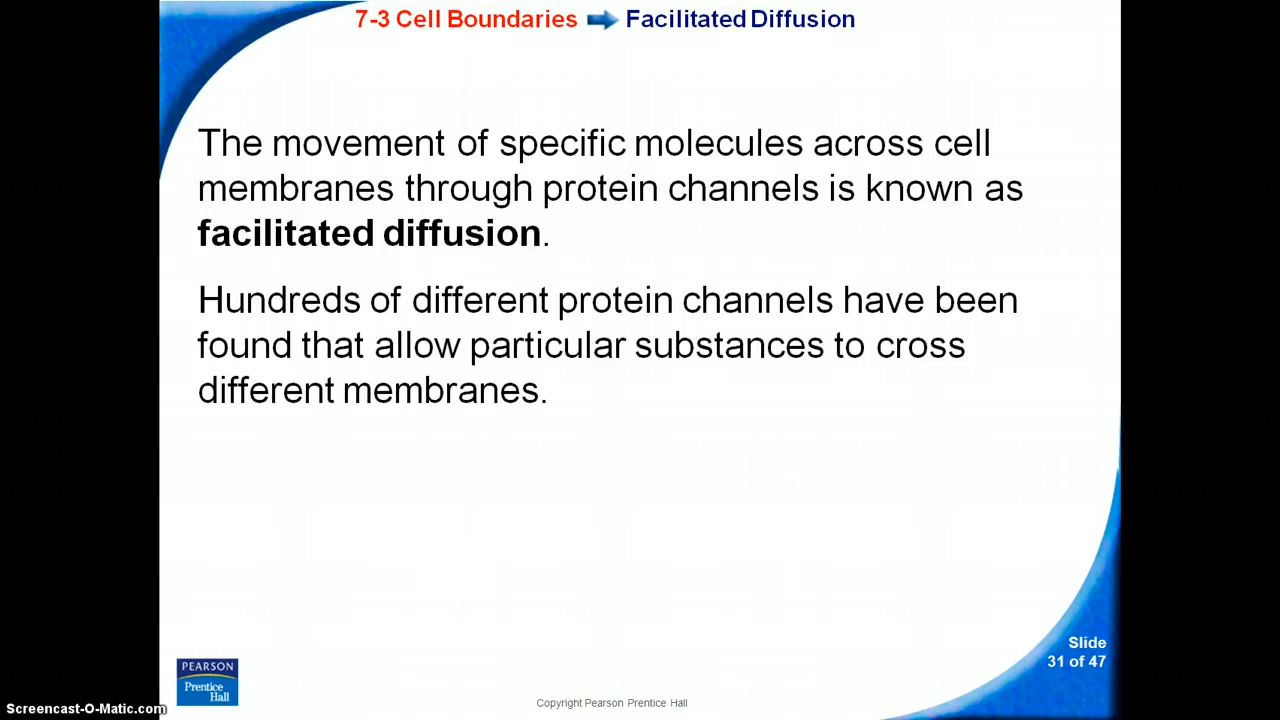 7-3 Cell Boundaries Facilitated Diffusion
The movement of specific molecules across cell
membranes through protein channels is known as
facilitated diffusion.
Hundreds of different protein channels have been
found that allow particular substances to cross
different membranes.
Slide
31 of 47
PEARSON
Prentice
Hall
Copyright Pearson Prentice Hall
Screencast-O-Matic.com